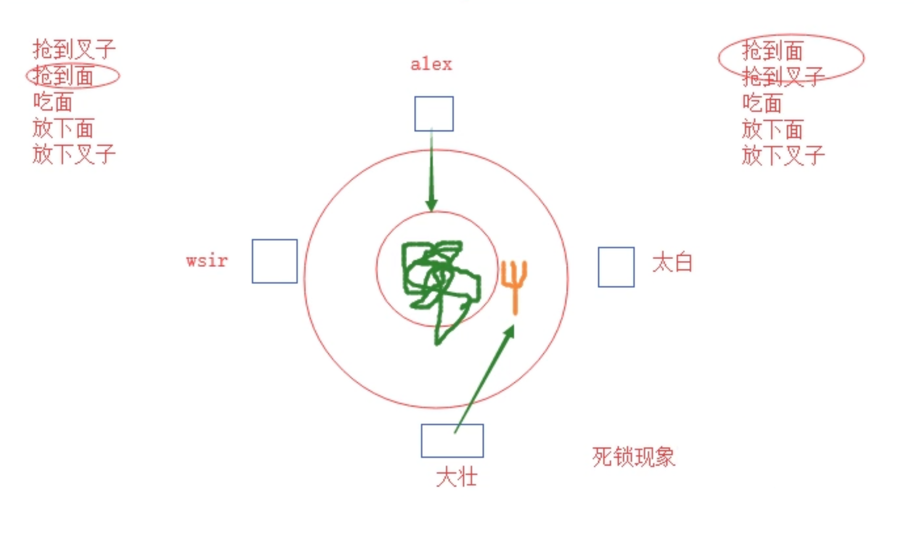 抢到叉子
抢到面
吃面
放下面
放下叉子
alex
抢到面
抢到叉子
吃面
放下面
放下叉子
wsir
太白
大壮
死锁现象